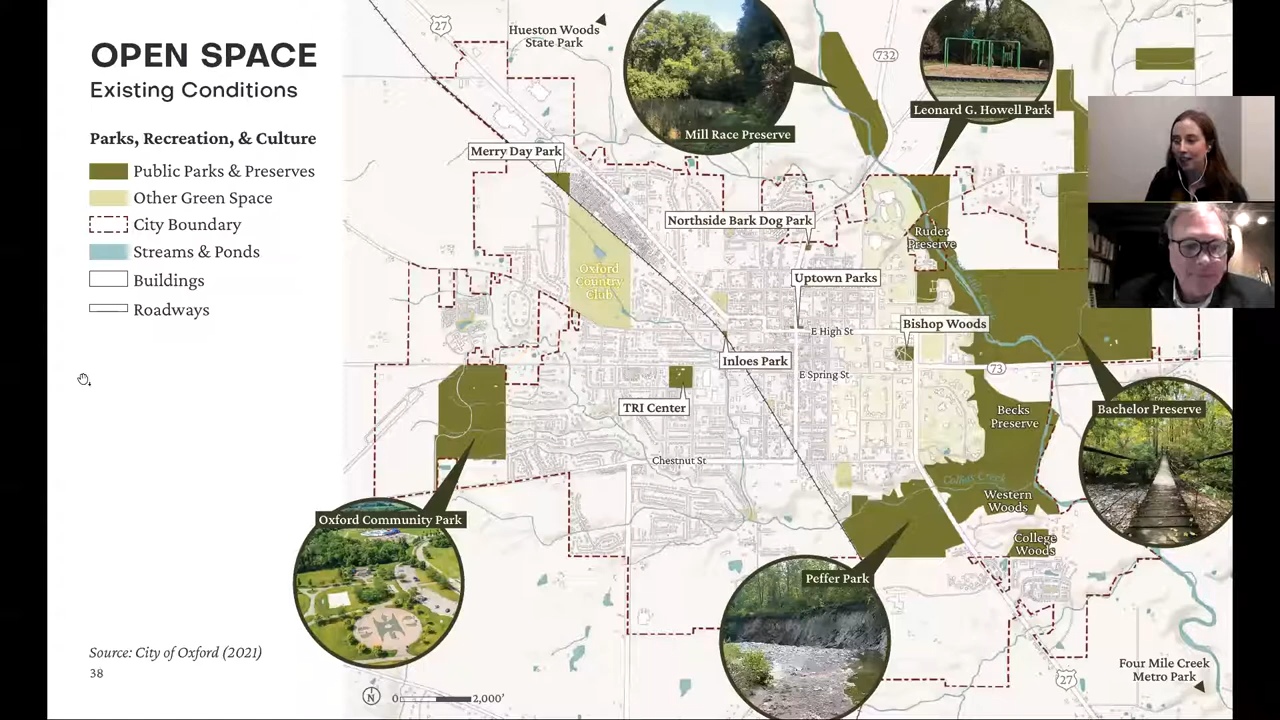 OPEN SPACE
Existing Conditions
Parks, Recreation, & Culture
Public Parks & Preserves
Other Green Space
City Boundary
Streams & Ponds
Buildings
Roadways
Source: City of Oxford (2021)
38
27
Hueston Woods
State Park
732
Mill Race Preserve
Leonard G. Howell Park
Merry Day Park
Northside Bark Dog Park
Ruder
Preserve
Oxford
Country
Club
Uptown Parks
E High St
Bishop Woods
Inloes Park
E Spring St
73
TRI Center
Becks
Preserve
Bachelor Preserve
Chestnut St
Collins Creek
Western
Woods
Oxford Community Park
College
Woods
Peffer Park
Four Mile Creek
Metro Park
27
N
0
2,000'